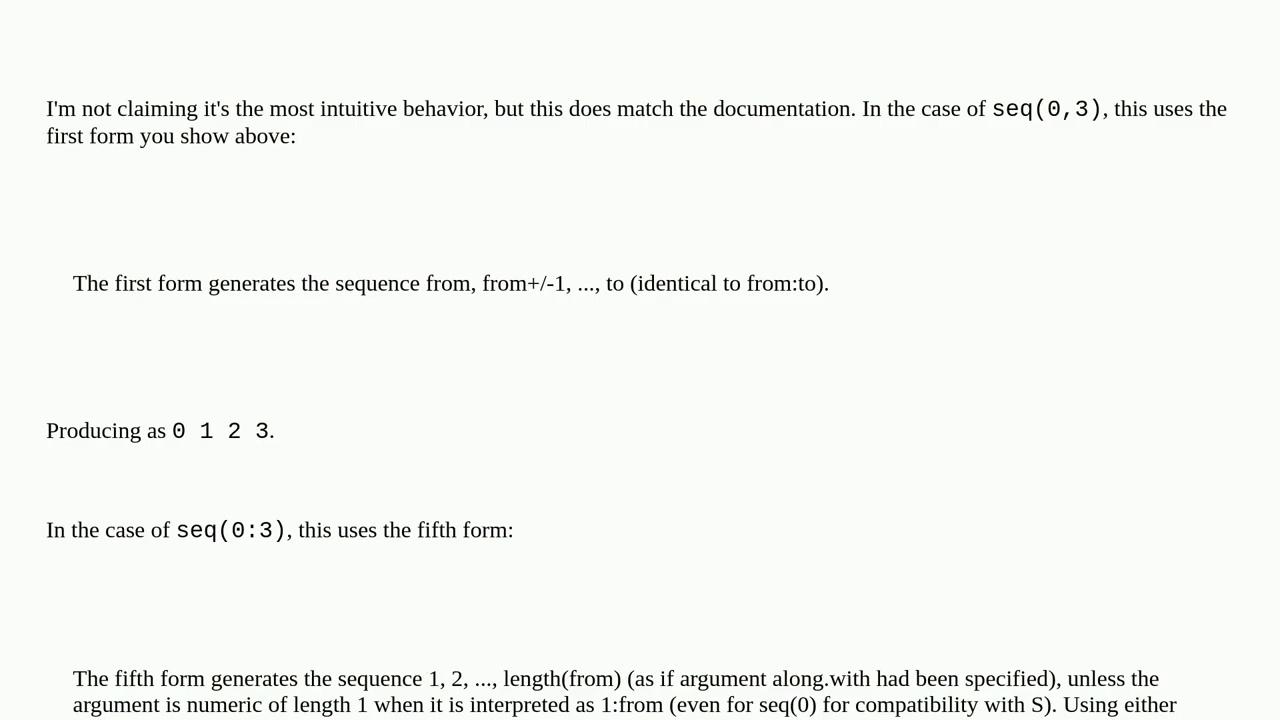 I'm not claiming it's the most intuitive behavior, but this does match the documentation. In the case of seq(0,3), this uses the
first form you show above:
The first form generates the sequence from, from+/-1, ..., to (identical to from:to).
Producing as 0 1 2 3.
In the case of seq(0:3), this uses the fifth form:
The fifth form generates the sequence 1, 2, ..., length(from) (as if argument along.with had been specified), unless the
argument is numeric of length 1 when it is interpreted as 1:from (even for seq(0) for compatibility with S). Using either